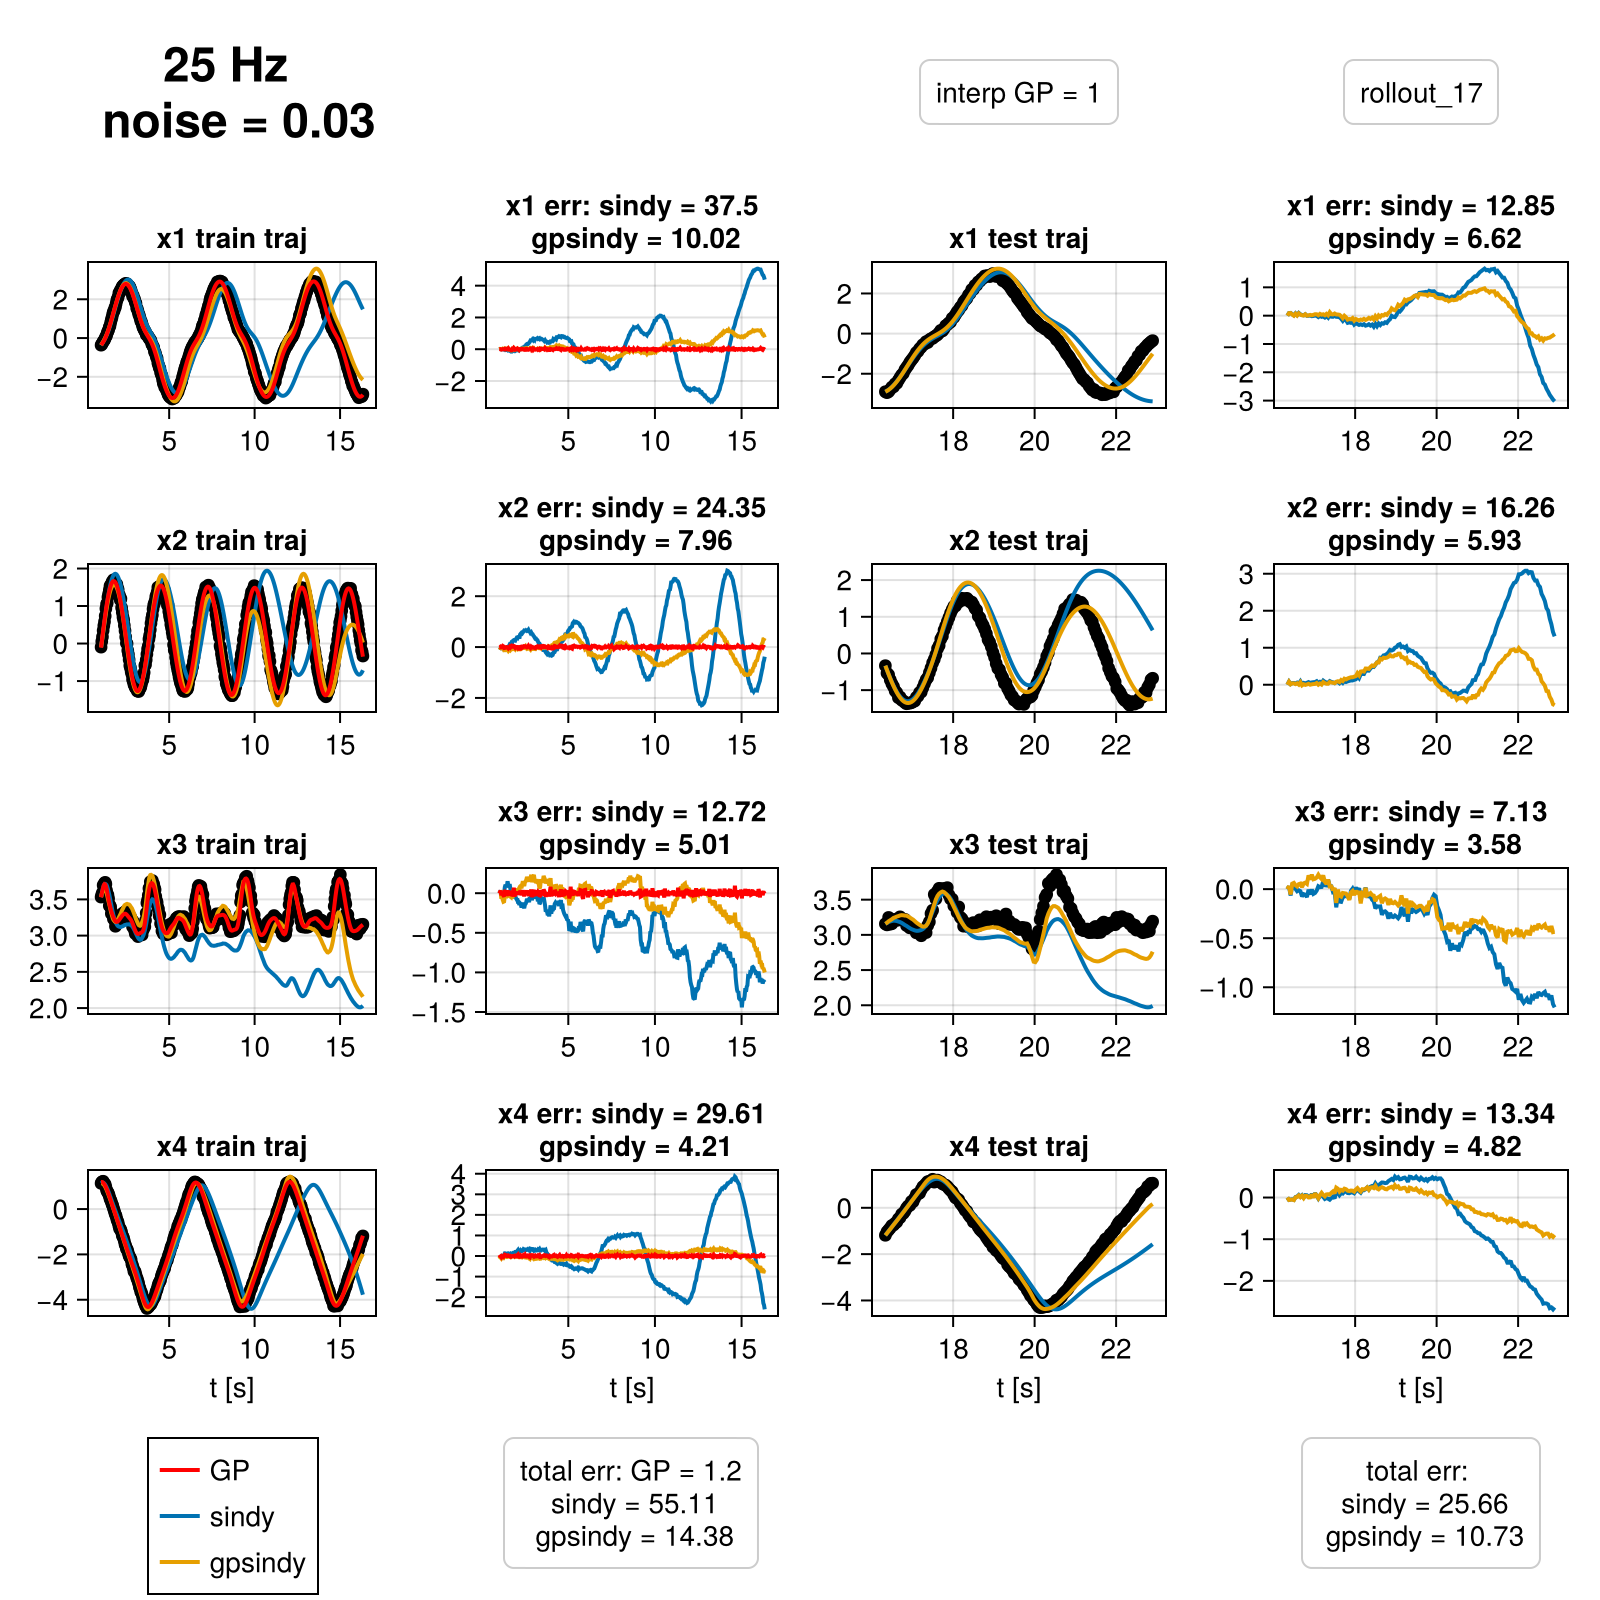 25 Hz
noise = 0.03
interp GP = 1
rollout_17
x1 train traj
2
0
−2
5
10
15
x1 err: sindy = 37.5
gpsindy = 10.02
4
2
0
−2
5
10
15
x1 test traj
2
0
−2
18
20
22
x1 err: sindy = 12.85
gpsindy = 6.62
1
0
−1
−2
−3
18
20
22
x2 train traj
2
1
0
−1
5
10
15
x2 err: sindy = 24.35
gpsindy = 7.96
2
0
−2
5
10
15
x2 test traj
2
1
0
−1
18
20
22
x2 err: sindy = 16.26
gpsindy = 5.93
3
2
1
0
18
20
22
x3 train traj
3.5
3.0
2.5
2.0
5
10
15
x3 err: sindy = 12.72
gpsindy = 5.01
0.0
−0.5
−1.0
−1.5
5
10
15
x3 test traj
3.5
3.0
2.5
2.0
18
20
22
x3 err: sindy = 7.13
gpsindy = 3.58
0.0
−0.5
−1.0
18
20
22
x4 train traj
0
−2
−4
5
10
15
t [s]
x4 err: sindy = 29.61
gpsindy = 4.21
4
3
2
1
0
−1
−2
5
10
15
t [s]
x4 test traj
0
−2
−4
18
20
22
t [s]
x4 err: sindy = 13.34
gpsindy = 4.82
0
−1
−2
18
20
22
t [s]
GP
sindy
gpsindy
total err: GP = 1.2
sindy = 55.11
gpsindy = 14.38
total err:
sindy = 25.66
gpsindy = 10.73